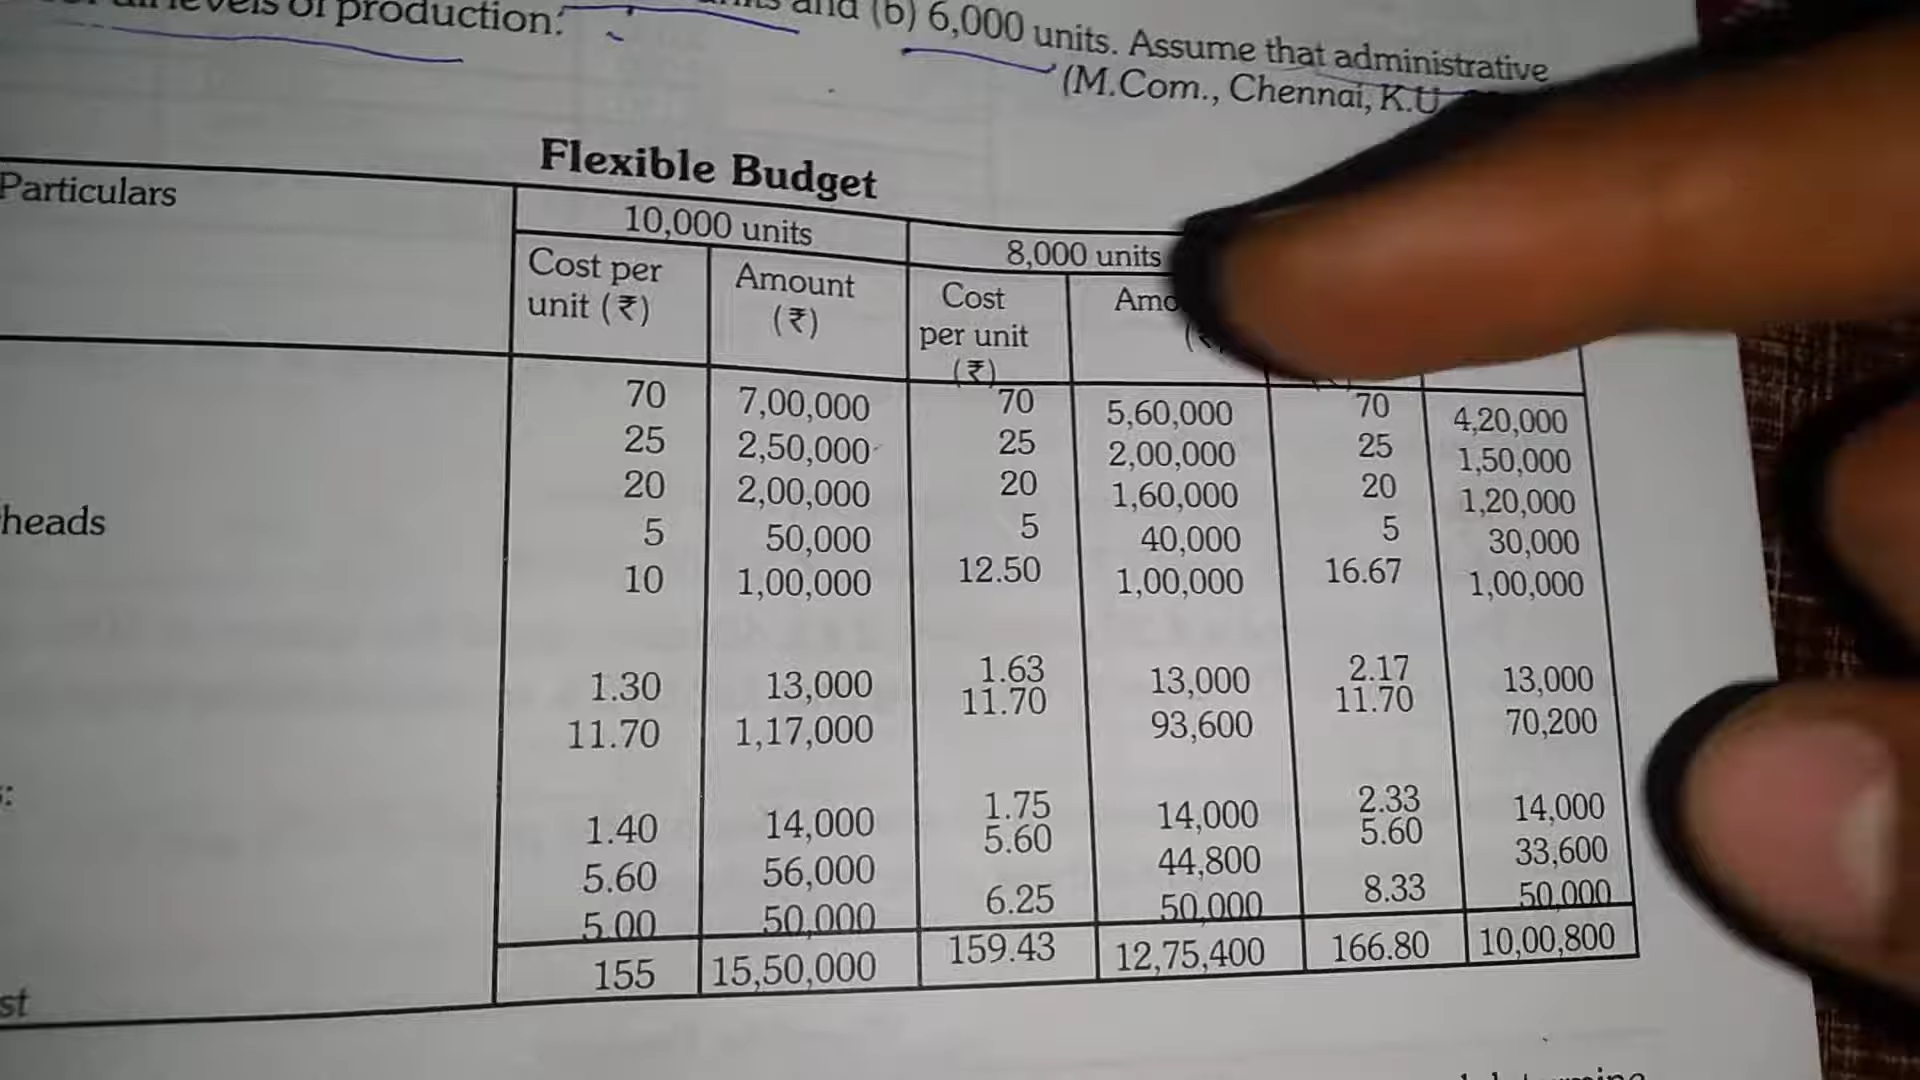 levels of production: and (b) 6,000 units. Assume that administrative
(M.Com., Chennai, K.U
Flexible Budget
Particulars 10,000 units 8,000 units
Cost per unit (₹) Amount (₹) Cost per unit (₹)
70 7,00,000 70 5,60,000 70 4,20,000
25 2,50,000 25 2,00,000 25 1,50,000
20 2,00,000 20 1,60,000 20 1,20,000
heads 5 50,000 5 40,000 5 30,000
10 1,00,000 12.50 1,00,000 16.67 1,00,000
1.30 13,000 1.63 13,000 2.17 13,000
11.70 1,17,000 11.70 93,600 11.70 70,200
1.40 14,000 1.75 14,000 2.33 14,000
5.60 56,000 5.60 44,800 5.60 33,600
5.00 50,000 6.25 50,000 8.33 50,000
st 155 15,50,000 159.43 12,75,400 166.80 10,00,800